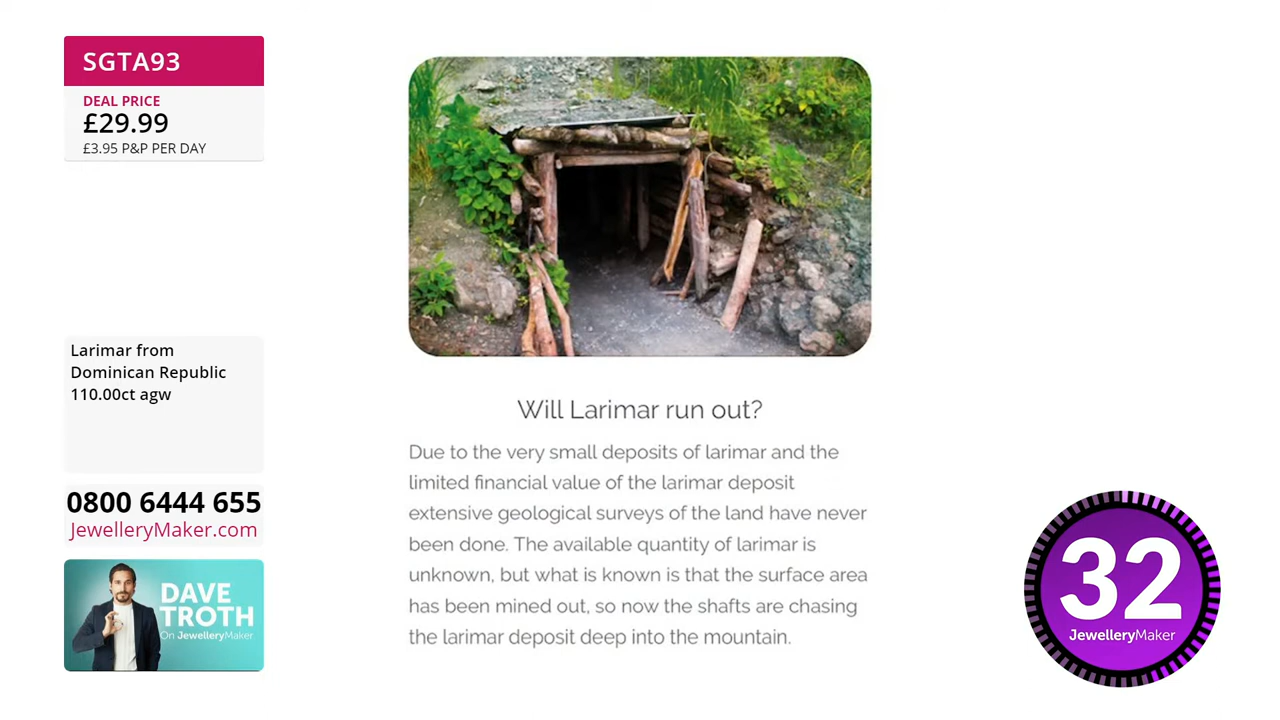 SGTA93
DEAL PRICE
£29.99
£3.95 P&P PER DAY
Larimar from
Dominican Republic
110.00ct agw
0800 6444 655
JewelleryMaker.com
DAVE
TROTH
On JewelleryMaker
Will Larimar run out?
Due to the very small deposits of larimar and the
limited financial value of the larimar deposit
extensive geological surveys of the land have never
been done. The available quantity of larimar is
unknown, but what is known is that the surface area
has been mined out, so now the shafts are chasing
the larimar deposit deep into the mountain.
32
JewelleryMaker